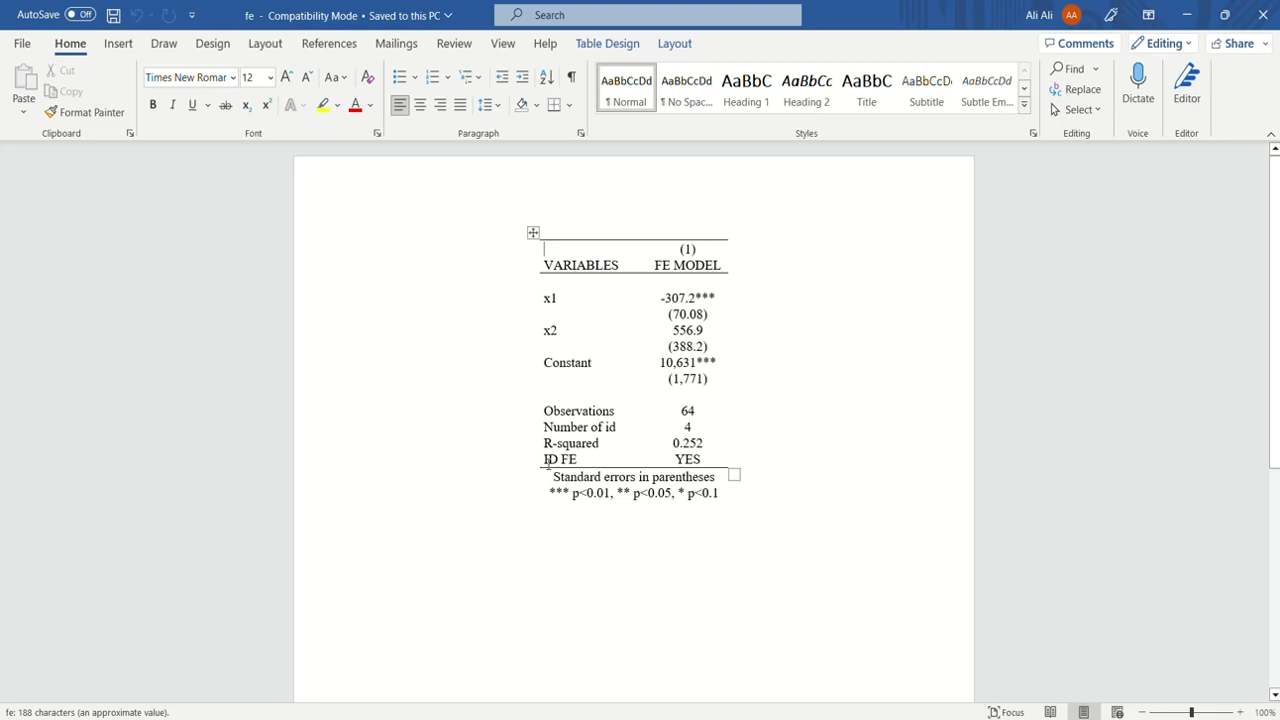 AutoSave Off fe - Compatibility Mode • Saved to this PC Search Ali Ali AA
File Home Insert Draw Design Layout References Mailings Review View Help Table Design Layout Comments Editing Share
Paste Cut Copy Format Painter
Times New Romar 12 Aa
B I U ab x₂ x² A A
AaBbCcDd AaBbCcDd AaBbC AaBbCc AaBbC AaBbCcD AaBbCcDd
¶ Normal ¶ No Spac... Heading 1 Heading 2 Title Subtitle Subtle Em...
Find Replace Select Dictate Editor
Clipboard Font Paragraph Styles Editing Voice Editor
(1)
VARIABLES FE MODEL
x1 -307.2***
(70.08)
x2 556.9
(388.2)
Constant 10,631***
(1,771)
Observations 64
Number of id 4
R-squared 0.252
ID FE YES
Standard errors in parentheses
*** p<0.01, ** p<0.05, * p<0.1
fe: 188 characters (an approximate value). Focus 100%